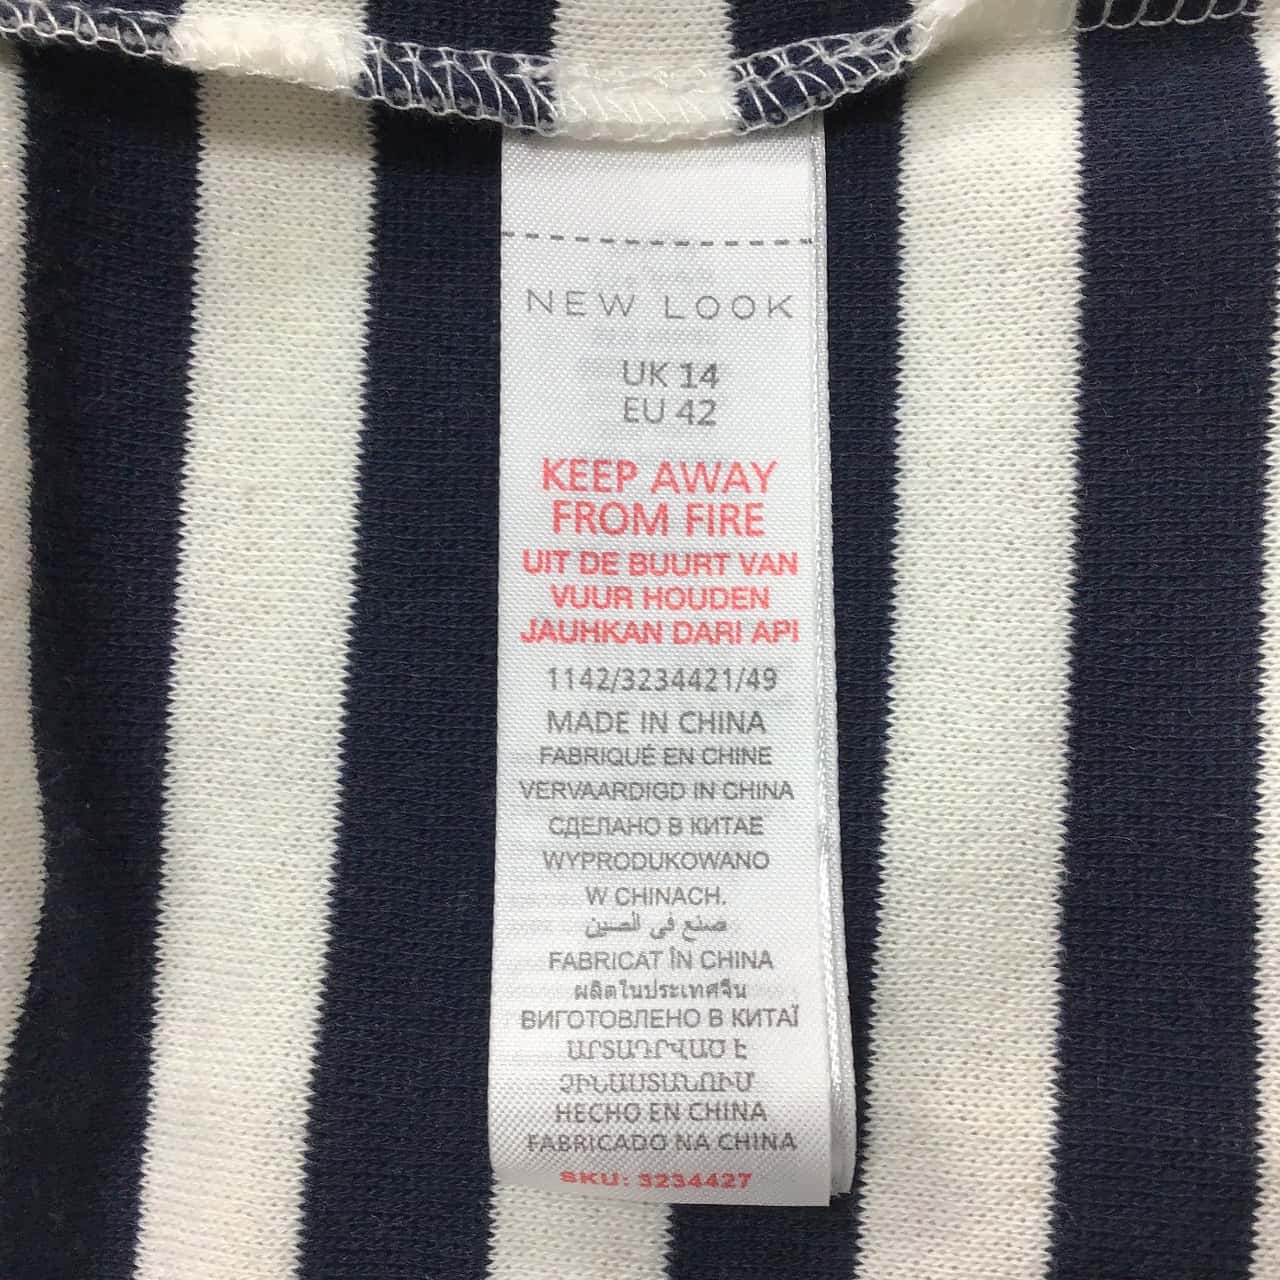 NEW LOOK
UK 14
EU 42
KEEP AWAY
FROM FIRE
UIT DE BUURT VAN
VUUR HOUDEN
JAUHKAN DARI API
1142/3234421/49
MADE IN CHINA
FABRIQUÉ EN CHINE
VERVAARDIGD IN CHINA
СДЕЛАНО В КИТАЕ
WYPRODUKOWANO
W CHINACH.
صنع في الصين
FABRICAT ÎN CHINA
ผลิตในประเทศจีน
ВИГОТОВЛЕНО В КИТАЇ
ԱՐՏԱԴՐՎԱԾ Է
ՉԻՆԱՍՏԱՆՈՒՄ
HECHO EN CHINA
FABRICADO NA CHINA
SKU: 3234427